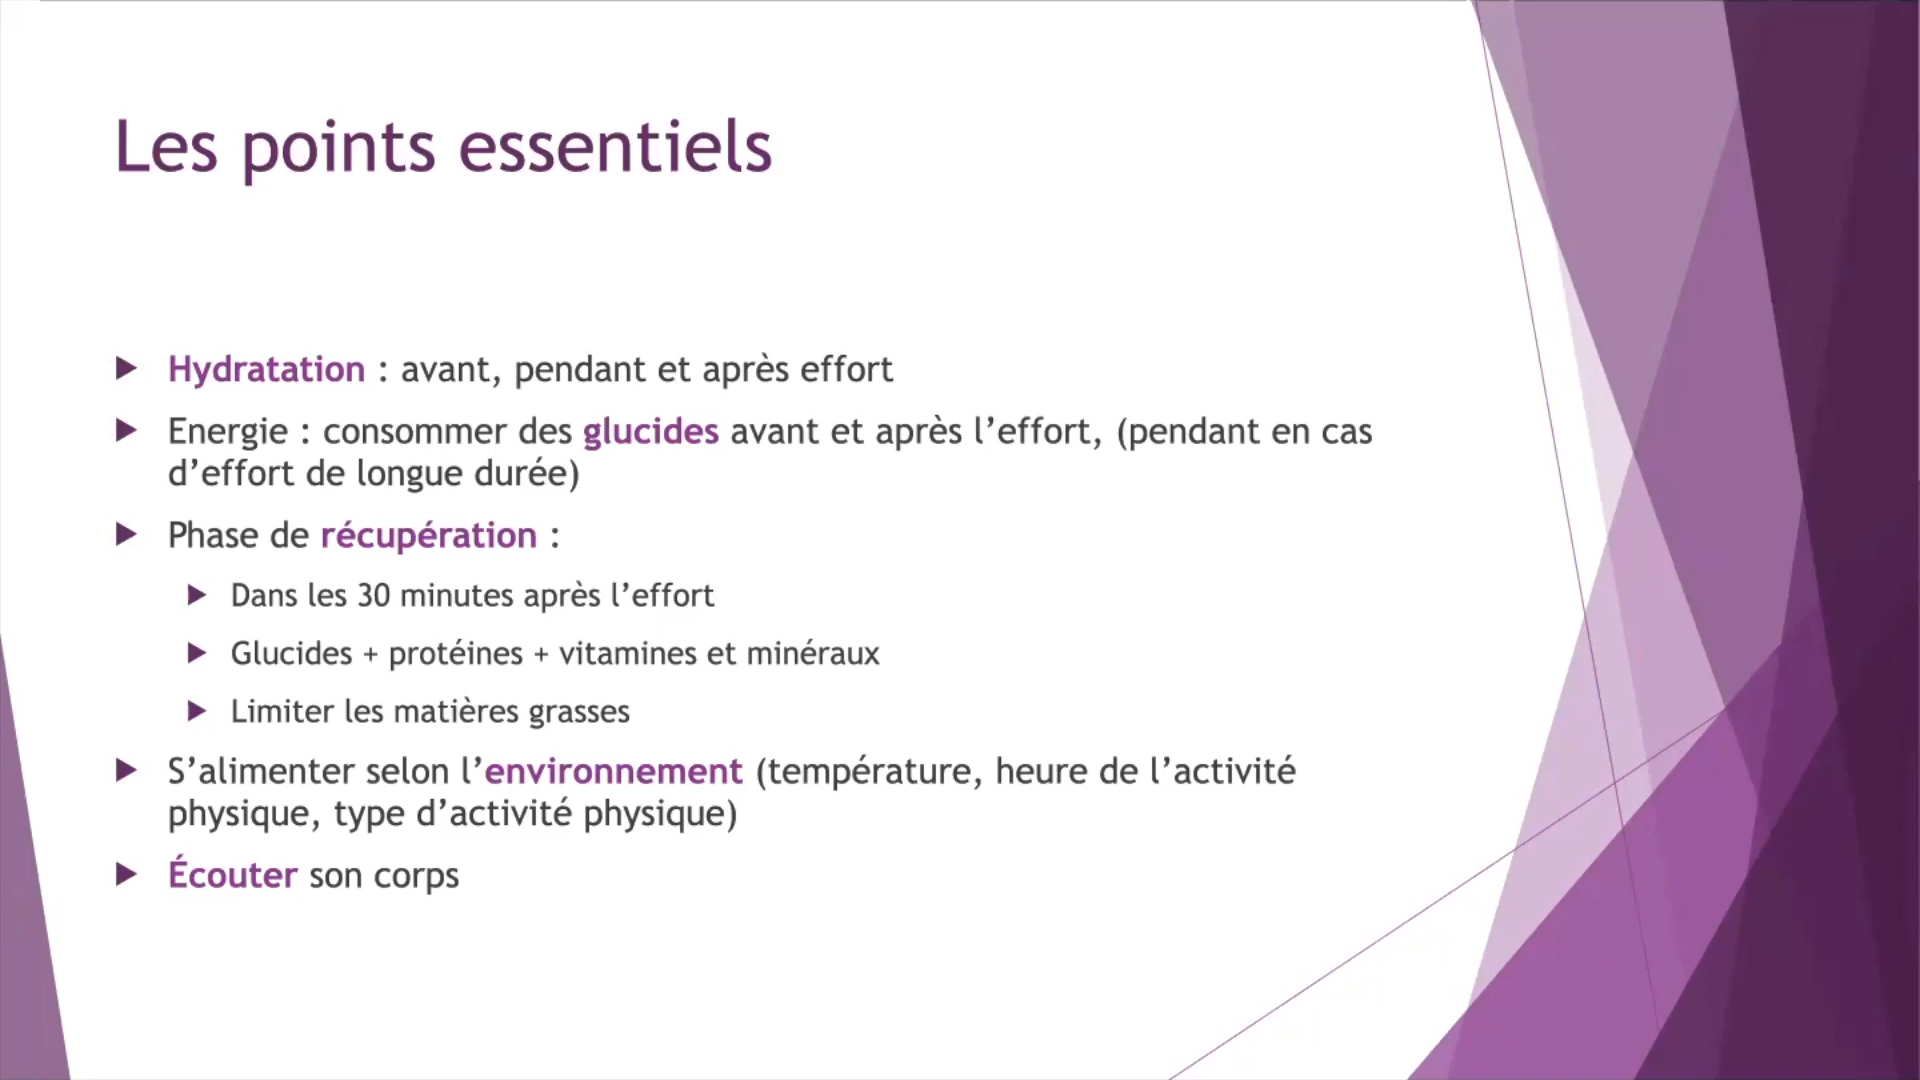 Les points essentiels
Hydratation : avant, pendant et après effort
Energie : consommer des glucides avant et après l’effort, (pendant en cas
d’effort de longue durée)
Phase de récupération :
Dans les 30 minutes après l’effort
Glucides + protéines + vitamines et minéraux
Limiter les matières grasses
S’alimenter selon l’environnement (température, heure de l’activité
physique, type d’activité physique)
Écouter son corps